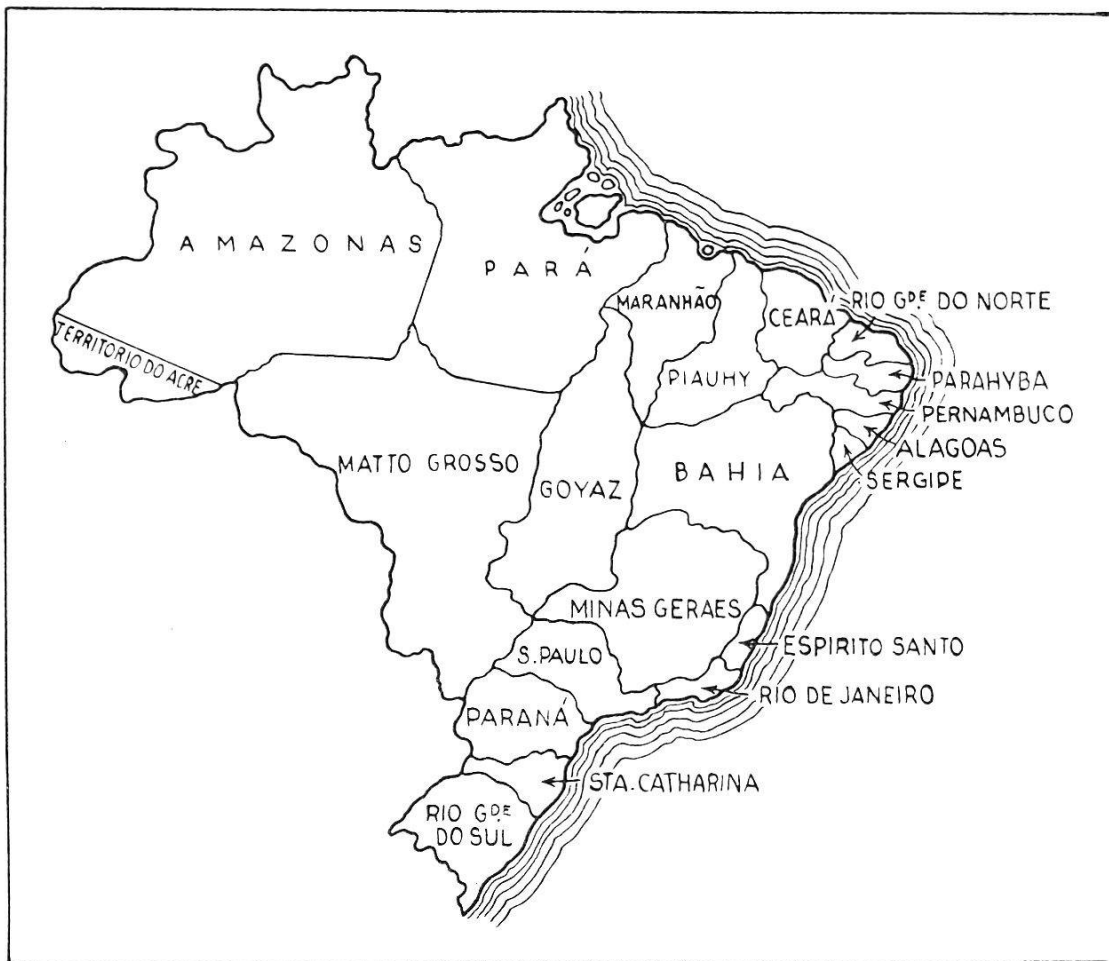 AMAZONAS
PARÁ
MARANHÃO
CEARÁ
RIO GDE. DO NORTE
TERRITORIO DO ACRE
PIAUHY
PARAHYBA
PERNAMBUCO
ALAGOAS
SERGIPE
MATTO GROSSO
GOYAZ
BAHIA
MINAS GERAES
ESPIRITO SANTO
S. PAULO
RIO DE JANEIRO
PARANÁ
STA. CATHARINA
RIO GDE.
DO SUL